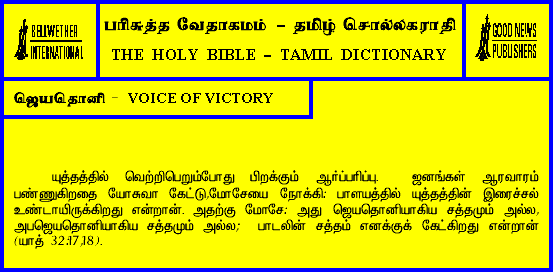 BELLWETHER
INTERNATIONAL
பரிசுத்த வேதாகமம் - தமிழ் சொல்லகராதி
THE HOLY BIBLE - TAMIL DICTIONARY
GOOD NEWS
PUBLISHERS
ஜெயதொனி - VOICE OF VICTORY
யுத்தத்தில் வெற்றிபெறும்போது பிறக்கும் ஆர்ப்பரிப்பு. ஜனங்கள் ஆரவாரம்
பண்ணுகிறதை யோசுவா கேட்டு,மோசேயை நோக்கி: பாளயத்தில் யுத்தத்தின் இரைச்சல்
உண்டாயிருக்கிறது என்றான். அதற்கு மோசே: அது ஜெயதொனியாகிய சத்தமும் அல்ல,
அபஜெயதொனியாகிய சத்தமும் அல்ல; பாடலின் சத்தம் எனக்குக் கேட்கிறது என்றான்
(யாத் 32:17,18).